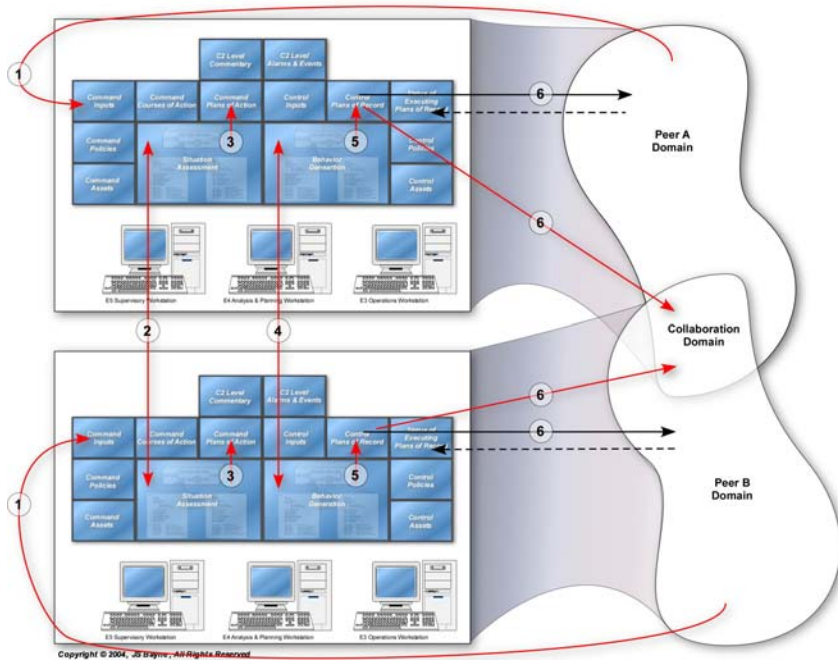 C2 Level
Commentary
C2 Level
Alarms & Events
1
Command
Inputs
Command
Courses of Action
Command
Plans of Action
Control
Inputs
Control
Plans of Record
Status of
Executing
Plans of Record
6
Command
Policies
3
5
Control
Policies
Situation
Assessment
Behavior
Generation
Command
Assets
Control
Assets
Peer A
Domain
6
E5 Supervisory Workstation
E4 Analysis & Planning Workstation
E3 Operations Workstation
2
4
Collaboration
Domain
C2 Level
Commentary
C2 Level
Alarms & Events
6
Command
Inputs
Command
Courses of Action
Command
Plans of Action
Control
Inputs
Control
Plans of Record
Status of
Executing
Plans of Record
6
Command
Policies
3
5
Control
Policies
Situation
Assessment
Behavior
Generation
Peer B
Domain
1
Command
Assets
Control
Assets
E5 Supervisory Workstation
E4 Analysis & Planning Workstation
E3 Operations Workstation
Copyright © 2004, JS Bayne, All Rights Reserved